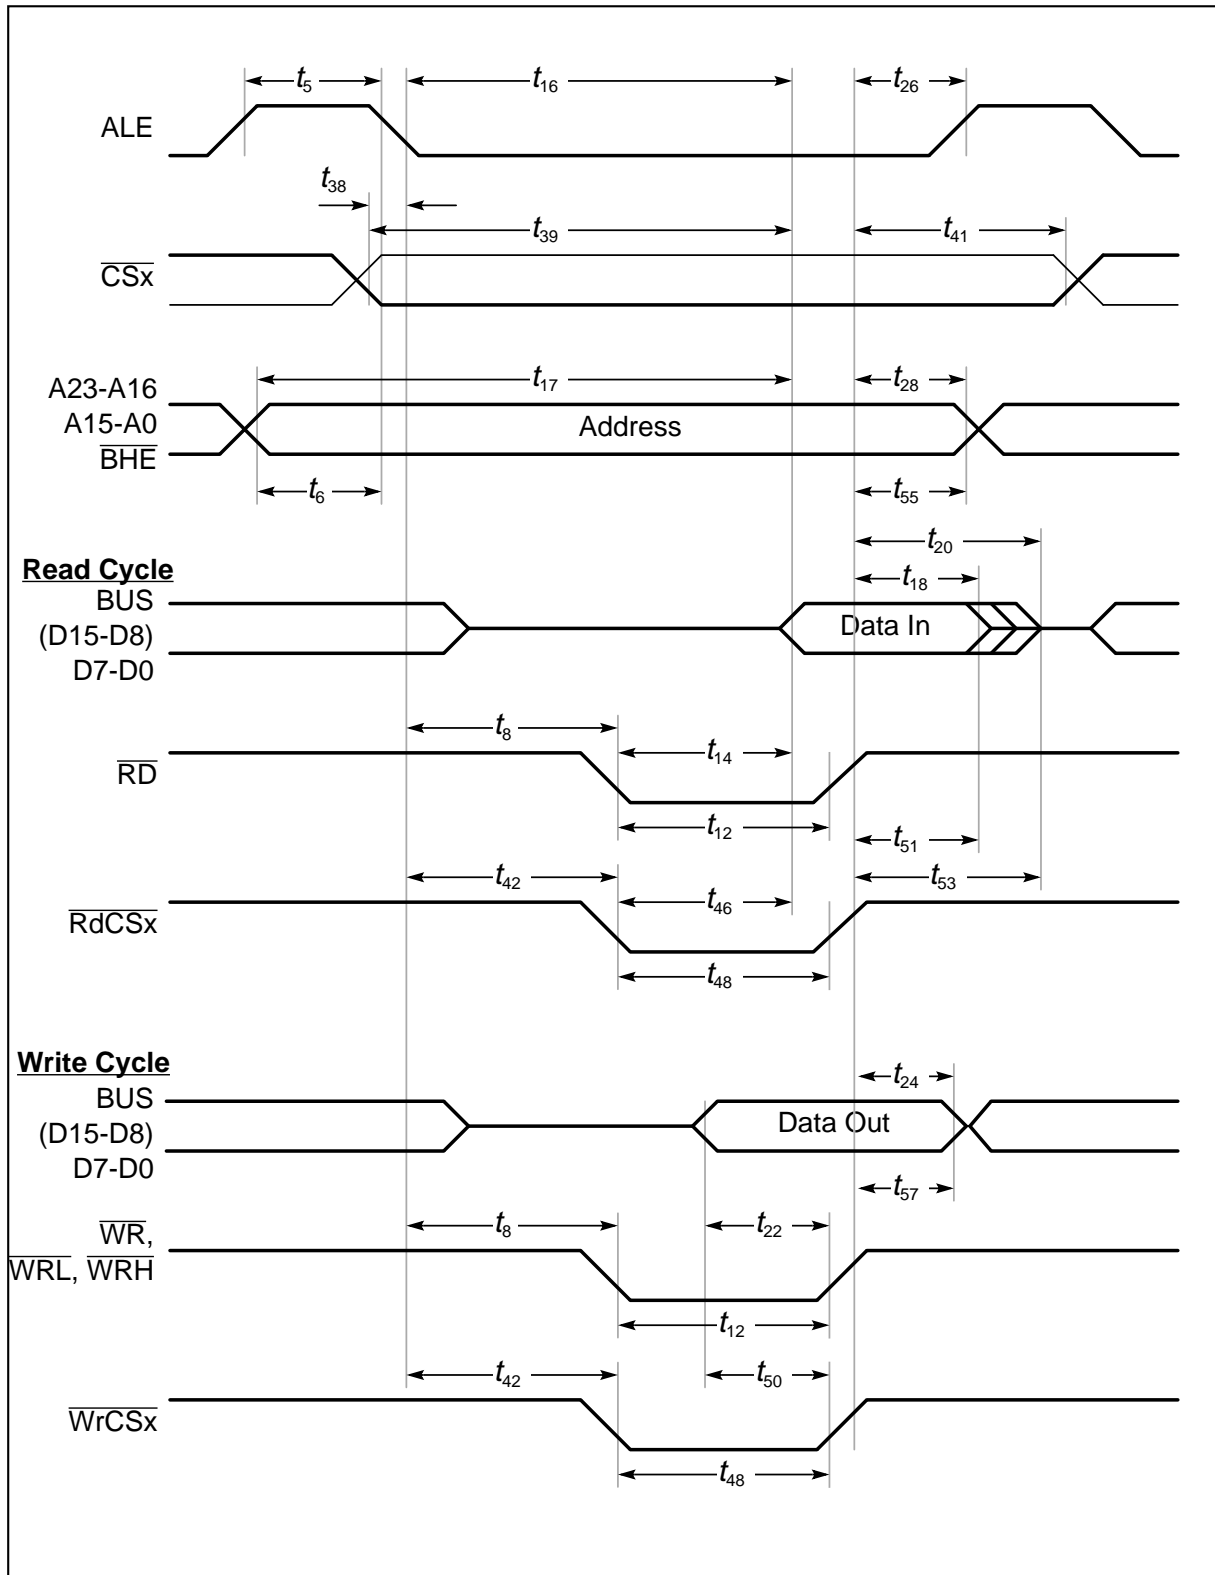 t5 t16 t26
ALE
t38
t39 t41
CSx
t17 t28
A23-A16
A15-A0 Address
BHE
t6 t55
t20
Read Cycle t18
BUS
(D15-D8) Data In
D7-D0
t8
t14
RD
t12 t51
t42 t53
t46
RdCSx
t48
Write Cycle
t24
BUS
(D15-D8) Data Out
D7-D0
t57
t8 t22
WR,
WRL, WRH
t12
t42 t50
WrCSx
t48